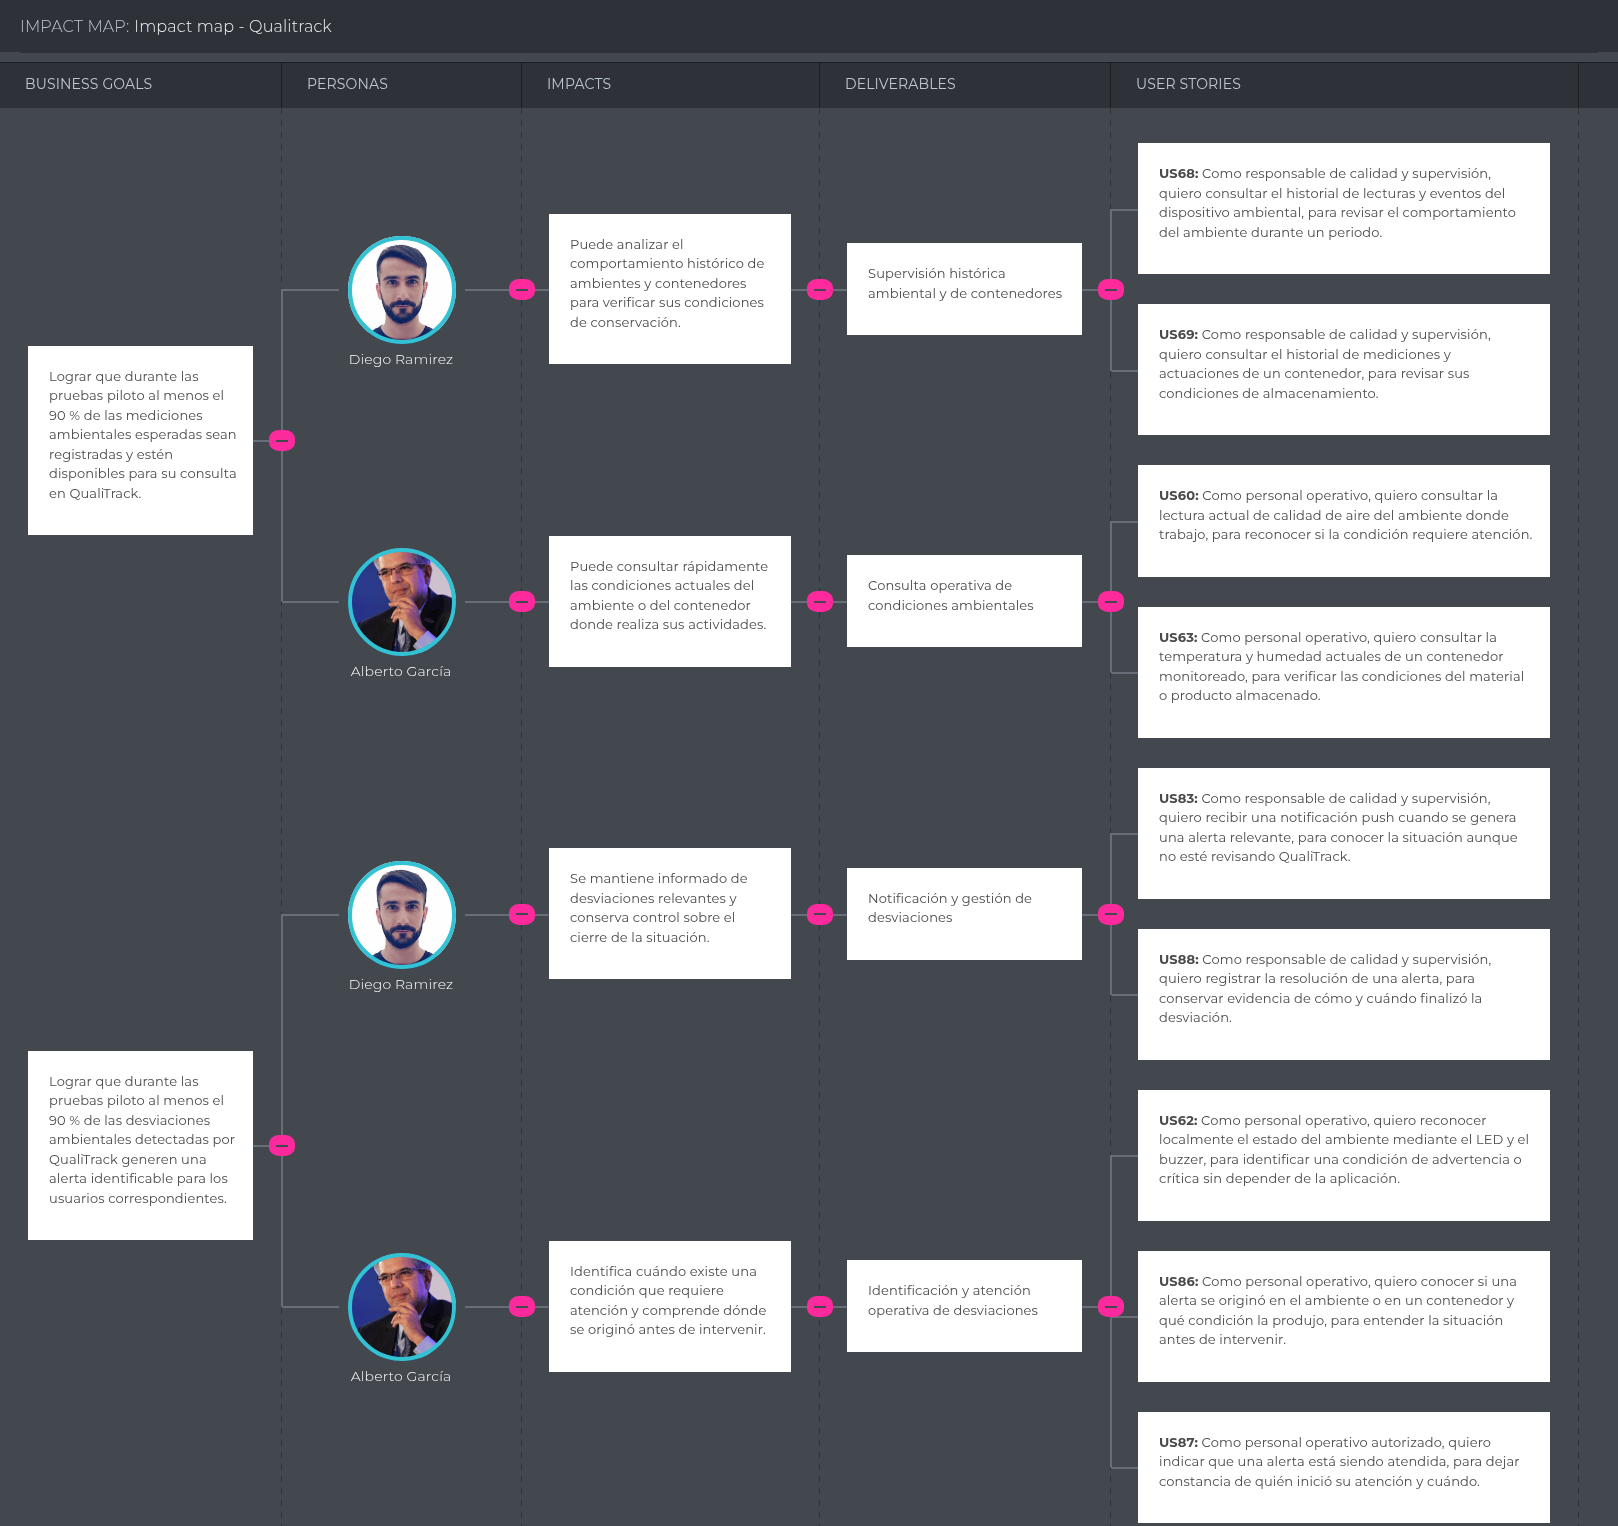 IMPACT MAP: Impact map - Qualitrack
BUSINESS GOALS
PERSONAS
IMPACTS
DELIVERABLES
USER STORIES
Lograr que durante las
pruebas piloto al menos el
90 % de las mediciones
ambientales esperadas sean
registradas y estén
disponibles para su consulta
en QualiTrack.
Diego Ramirez
Puede analizar el
comportamiento histórico de
ambientes y contenedores
para verificar sus condiciones
de conservación.
Supervisión histórica
ambiental y de contenedores
US68: Como responsable de calidad y supervisión,
quiero consultar el historial de lecturas y eventos del
dispositivo ambiental, para revisar el comportamiento
del ambiente durante un periodo.
US69: Como responsable de calidad y supervisión,
quiero consultar el historial de mediciones y
actuaciones de un contenedor, para revisar sus
condiciones de almacenamiento.
Alberto García
Puede consultar rápidamente
las condiciones actuales del
ambiente o del contenedor
donde realiza sus actividades.
Consulta operativa de
condiciones ambientales
US60: Como personal operativo, quiero consultar la
lectura actual de calidad de aire del ambiente donde
trabajo, para reconocer si la condición requiere atención.
US63: Como personal operativo, quiero consultar la
temperatura y humedad actuales de un contenedor
monitoreado, para verificar las condiciones del material
o producto almacenado.
Lograr que durante las
pruebas piloto al menos el
90 % de las desviaciones
ambientales detectadas por
QualiTrack generen una
alerta identificable para los
usuarios correspondientes.
Diego Ramirez
Se mantiene informado de
desviaciones relevantes y
conserva control sobre el
cierre de la situación.
Notificación y gestión de
desviaciones
US83: Como responsable de calidad y supervisión,
quiero recibir una notificación push cuando se genera
una alerta relevante, para conocer la situación aunque
no esté revisando QualiTrack.
US88: Como responsable de calidad y supervisión,
quiero registrar la resolución de una alerta, para
conservar evidencia de cómo y cuándo finalizó la
desviación.
Alberto García
Identifica cuándo existe una
condición que requiere
atención y comprende dónde
se originó antes de intervenir.
Identificación y atención
operativa de desviaciones
US62: Como personal operativo, quiero reconocer
localmente el estado del ambiente mediante el LED y el
buzzer, para identificar una condición de advertencia o
crítica sin depender de la aplicación.
US86: Como personal operativo, quiero conocer si una
alerta se originó en el ambiente o en un contenedor y
qué condición la produjo, para entender la situación
antes de intervenir.
US87: Como personal operativo autorizado, quiero
indicar que una alerta está siendo atendida, para dejar
constancia de quién inició su atención y cuándo.